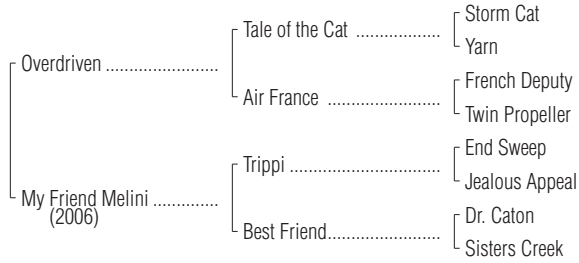 Storm Cat
Tale of the Cat ..................
Yarn
Overdriven ........................
French Deputy
Air France ........................
Twin Propeller
End Sweep
Trippi ................................
Jealous Appeal
My Friend Melini ..............
(2006)
Dr. Caton
Best Friend........................
Sisters Creek